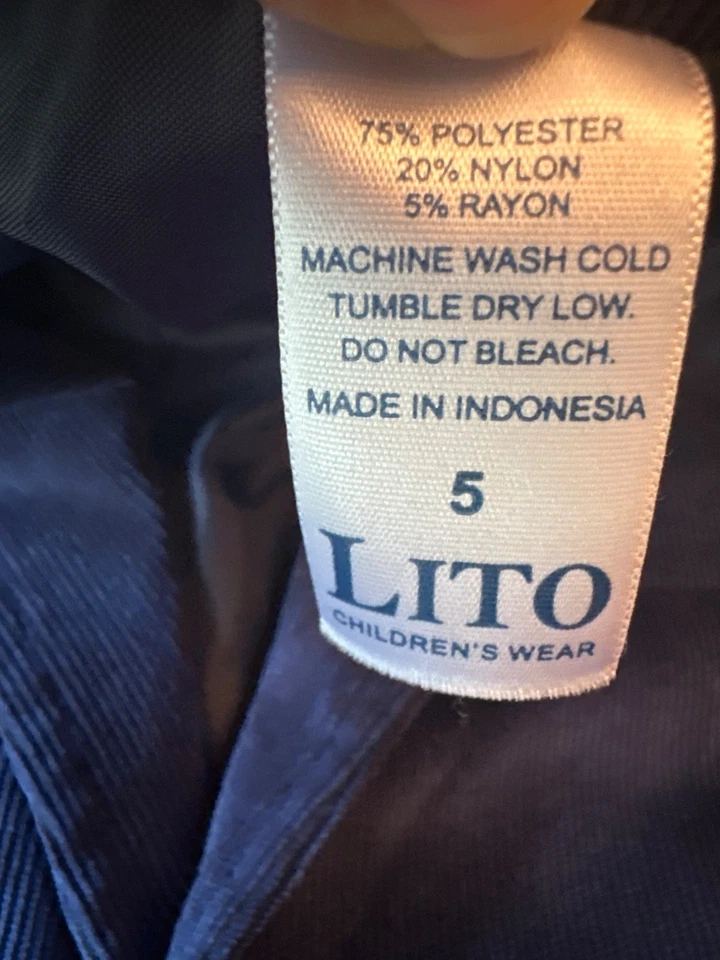 75% POLYESTER
20% NYLON
5% RAYON
MACHINE WASH COLD
TUMBLE DRY LOW.
DO NOT BLEACH.
MADE IN INDONESIA
5
LITO
CHILDREN'S WEAR